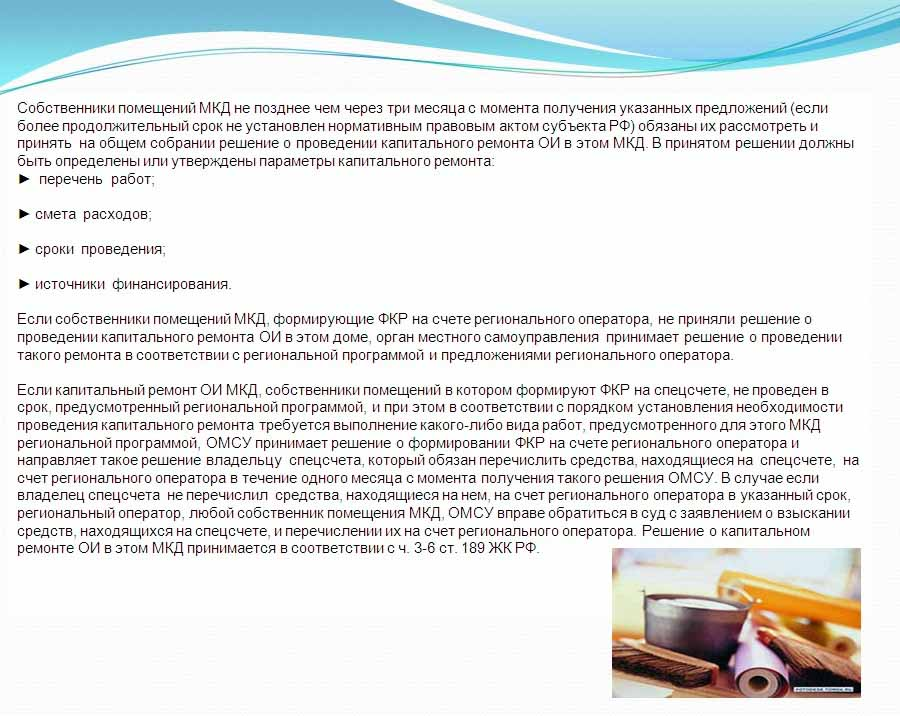 Собственники помещений МКД не позднее чем через три месяца с момента получения указанных предложений (если
более продолжительный срок не установлен нормативным правовым актом субъекта РФ) обязаны их рассмотреть и
принять на общем собрании решение о проведении капитального ремонта ОИ в этом МКД. В принятом решении должны
быть определены или утверждены параметры капитального ремонта:
► перечень работ;
► смета расходов;
► сроки проведения;
► источники финансирования.
Если собственники помещений МКД, формирующие ФКР на счете регионального оператора, не приняли решение о
проведении капитального ремонта ОИ в этом доме, орган местного самоуправления принимает решение о проведении
такого ремонта в соответствии с региональной программой и предложениями регионального оператора.
Если капитальный ремонт ОИ МКД, собственники помещений в котором формируют ФКР на спецсчете, не проведен в
срок, предусмотренный региональной программой, и при этом в соответствии с порядком установления необходимости
проведения капитального ремонта требуется выполнение какого-либо вида работ, предусмотренного для этого МКД
региональной программой, ОМСУ принимает решение о формировании ФКР на счете регионального оператора и
направляет такое решение владельцу спецсчета, который обязан перечислить средства, находящиеся на спецсчете, на
счет регионального оператора в течение одного месяца с момента получения такого решения ОМСУ. В случае если
владелец спецсчета не перечислил средства, находящиеся на нем, на счет регионального оператора в указанный срок,
региональный оператор, любой собственник помещения МКД, ОМСУ вправе обратиться в суд с заявлением о взыскании
средств, находящихся на спецсчете, и перечислении их на счет регионального оператора. Решение о капитальном
ремонте ОИ в этом МКД принимается в соответствии с ч. 3-6 ст. 189 ЖК РФ.